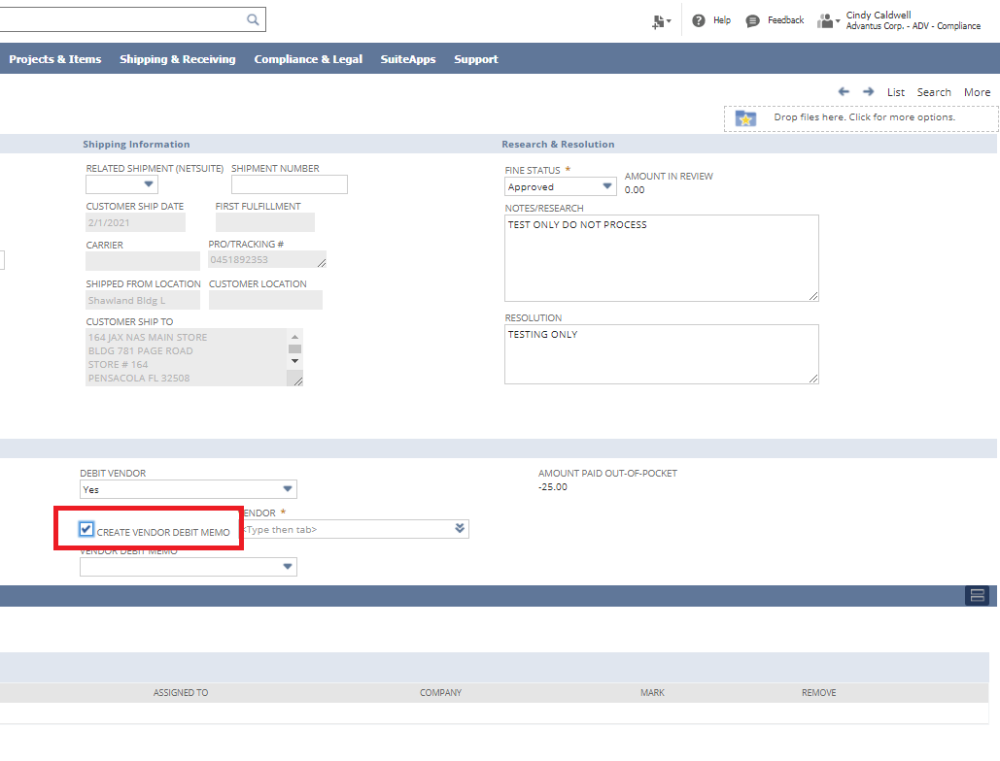 Help
Feedback
Cindy Caldwell
Advantus Corp. - ADV - Compliance
Projects & Items
Shipping & Receiving
Compliance & Legal
SuiteApps
Support
List
Search
More
Drop files here. Click for more options.
Shipping Information
Research & Resolution
RELATED SHIPMENT (NETSUITE)
SHIPMENT NUMBER
CUSTOMER SHIP DATE
2/1/2021
FIRST FULFILLMENT
CARRIER
PRO/TRACKING #
0451892353
SHIPPED FROM LOCATION
Shawland Bldg L
CUSTOMER LOCATION
CUSTOMER SHIP TO
164 JAX NAS MAIN STORE
BLDG 781 PAGE ROAD
STORE # 164
PENSACOLA FL 32508
FINE STATUS *
Approved
AMOUNT IN REVIEW
0.00
NOTES/RESEARCH
TEST ONLY DO NOT PROCESS
RESOLUTION
TESTING ONLY
DEBIT VENDOR
Yes
AMOUNT PAID OUT-OF-POCKET
-25.00
CREATE VENDOR DEBIT MEMO
ENDOR *
<Type then tab>
VENDOR DEBIT MEMO
ASSIGNED TO
COMPANY
MARK
REMOVE